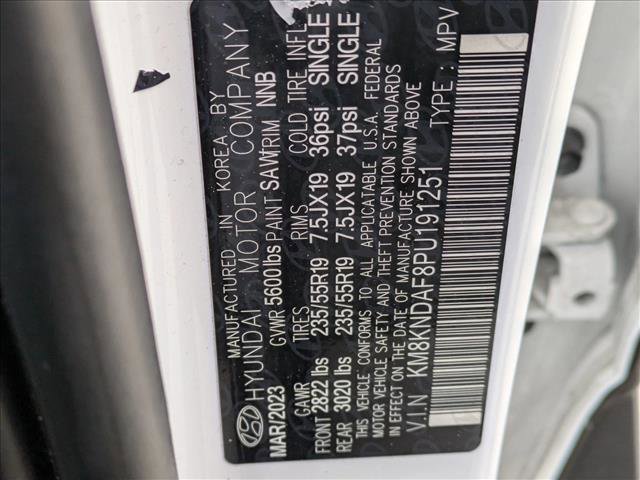 MANUFACTURED IN KOREA BY
HYUNDAI MOTOR COMPANY
MAR/2023 GVWR 5600 lbs PAINT SAW TRIM NNB
GAWR TIRES RIMS COLD TIRE INFL
FRONT 2822 lbs 235/55R19 7.5JX19 36psi SINGLE
REAR 3020 lbs 235/55R19 7.5JX19 37psi SINGLE
THIS VEHICLE CONFORMS TO ALL APPLICABLE U.S.A. FEDERAL
MOTOR VEHICLE SAFETY AND THEFT PREVENTION STANDARDS
IN EFFECT ON THE DATE OF MANUFACTURE SHOWN ABOVE
V.I.N : KM8KNDAF8PU191251 TYPE : MPV